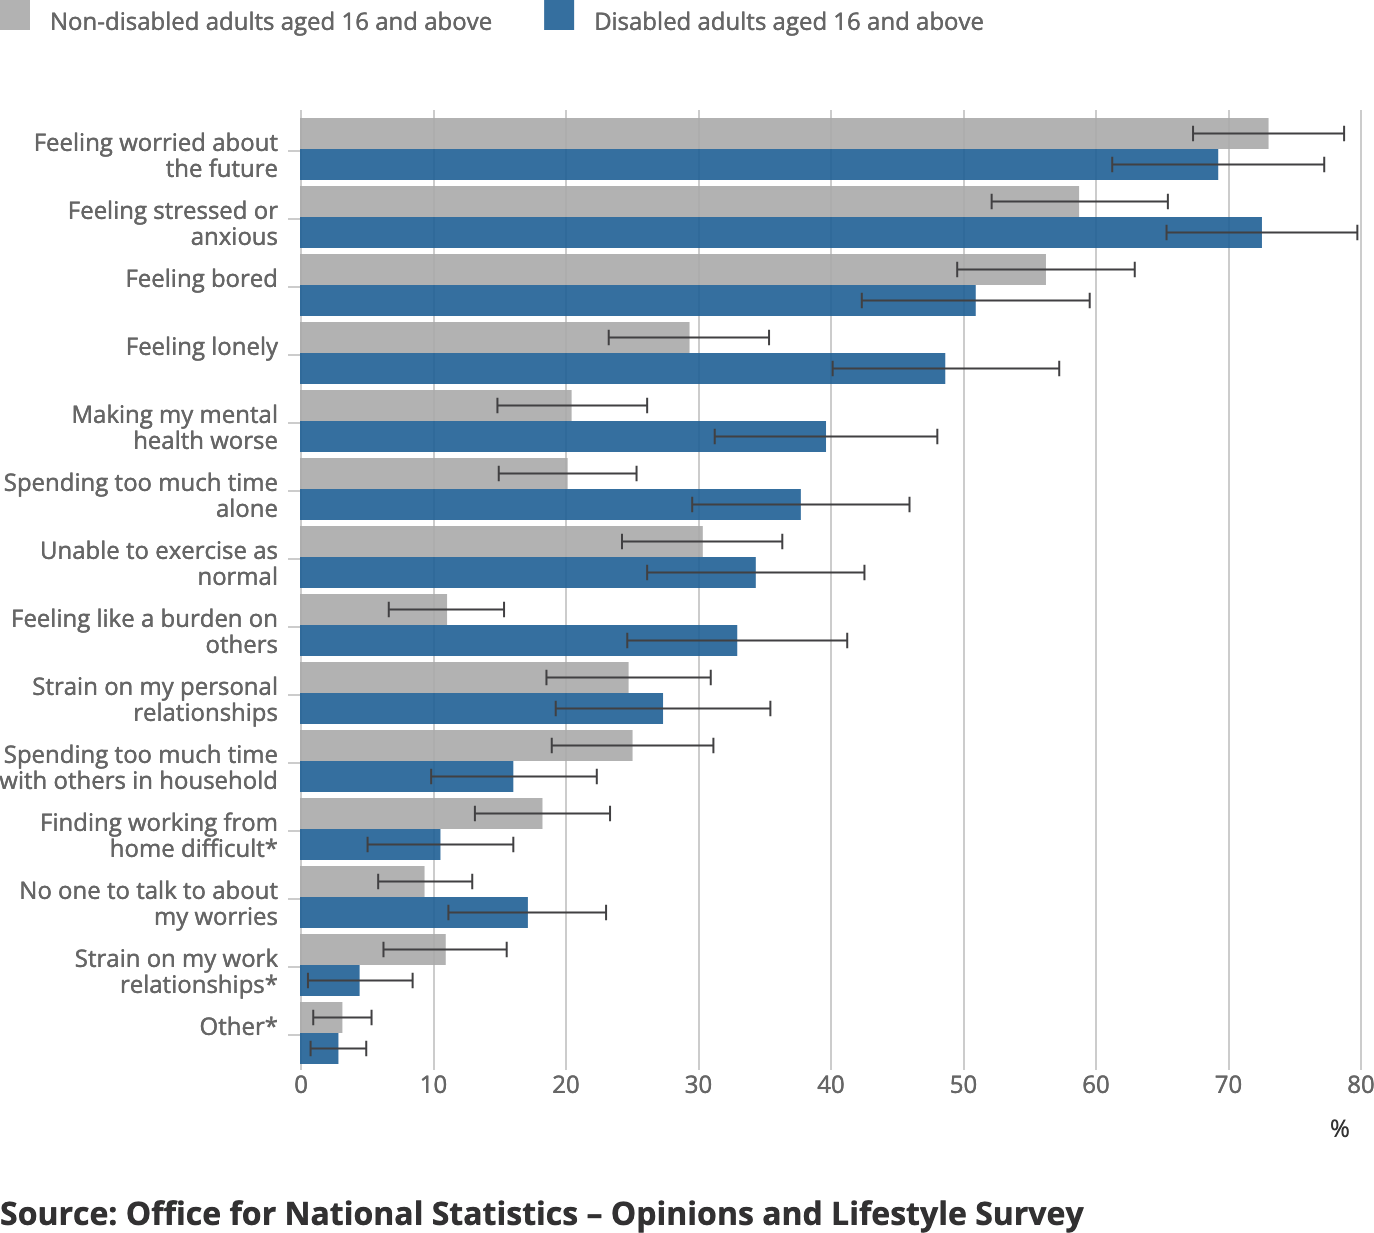 Non-disabled adults aged 16 and above
Disabled adults aged 16 and above
Feeling worried about
the future
Feeling stressed or
anxious
Feeling bored
Feeling lonely
Making my mental
health worse
Spending too much time
alone
Unable to exercise as
normal
Feeling like a burden on
others
Strain on my personal
relationships
Spending too much time
with others in household
Finding working from
home difficult*
No one to talk to about
my worries
Strain on my work
relationships*
Other*
0 10 20 30 40 50 60 70 80
%
Source: Office for National Statistics – Opinions and Lifestyle Survey